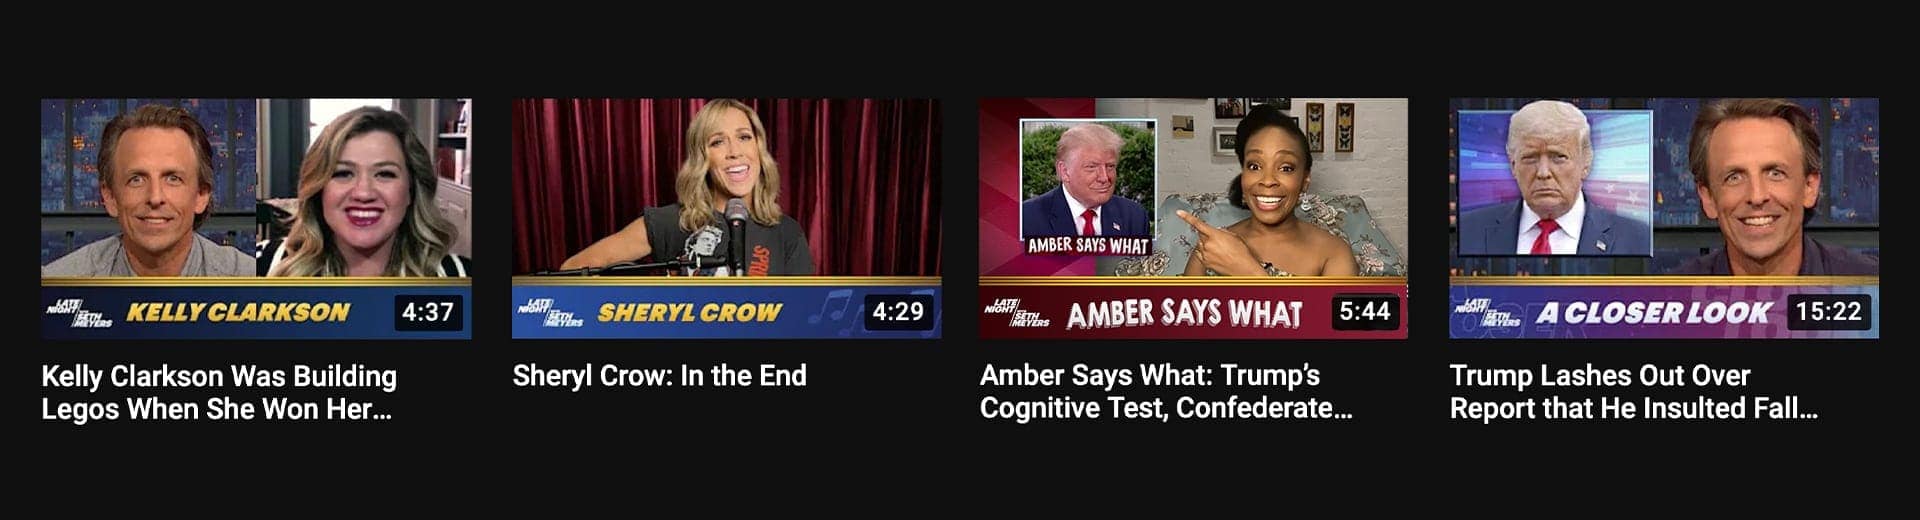 LATE
NIGHT
SETH
MEYERS
KELLY CLARKSON
4:37
Kelly Clarkson Was Building
Legos When She Won Her...
LATE
NIGHT
SETH
MEYERS
SHERYL CROW
4:29
Sheryl Crow: In the End
AMBER SAYS WHAT
LATE
NIGHT
SETH
MEYERS
AMBER SAYS WHAT
5:44
Amber Says What: Trump’s
Cognitive Test, Confederate...
LATE
NIGHT
SETH
MEYERS
A CLOSER LOOK
15:22
Trump Lashes Out Over
Report that He Insulted Fall...